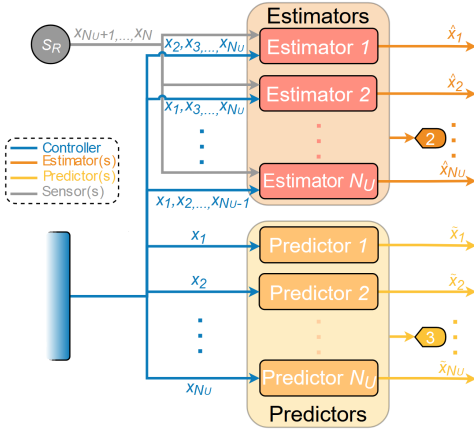 Estimators
S_R
x_{N_U+1},...,x_N
x_2,x_3,...,x_{N_U}
Estimator 1
x̂_1
x_1,x_3,...,x_{N_U}
Estimator 2
x̂_2
2
Controller
Estimator(s)
Predictor(s)
Sensor(s)
Estimator N_U
x̂_{N_U}
x_1,x_2,...,x_{N_U-1}
x_1
Predictor 1
x̃_1
x_2
Predictor 2
x̃_2
3
x_{N_U}
Predictor N_U
x̃_{N_U}
Predictors